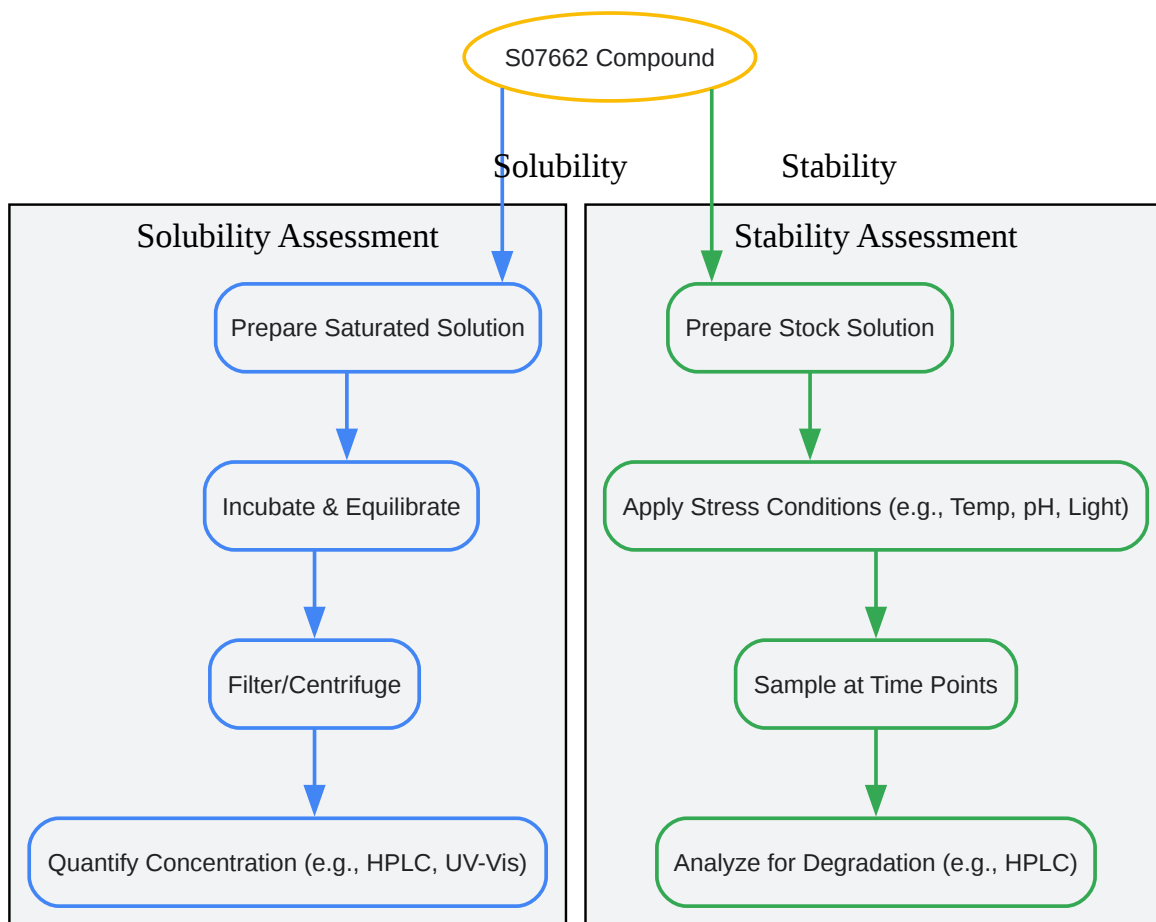 S07662 Compound
Solubility
Stability
Solubility Assessment
Stability Assessment
Prepare Saturated Solution
Prepare Stock Solution
Incubate & Equilibrate
Apply Stress Conditions (e.g., Temp, pH, Light)
Filter/Centrifuge
Sample at Time Points
Quantify Concentration (e.g., HPLC, UV-Vis)
Analyze for Degradation (e.g., HPLC)